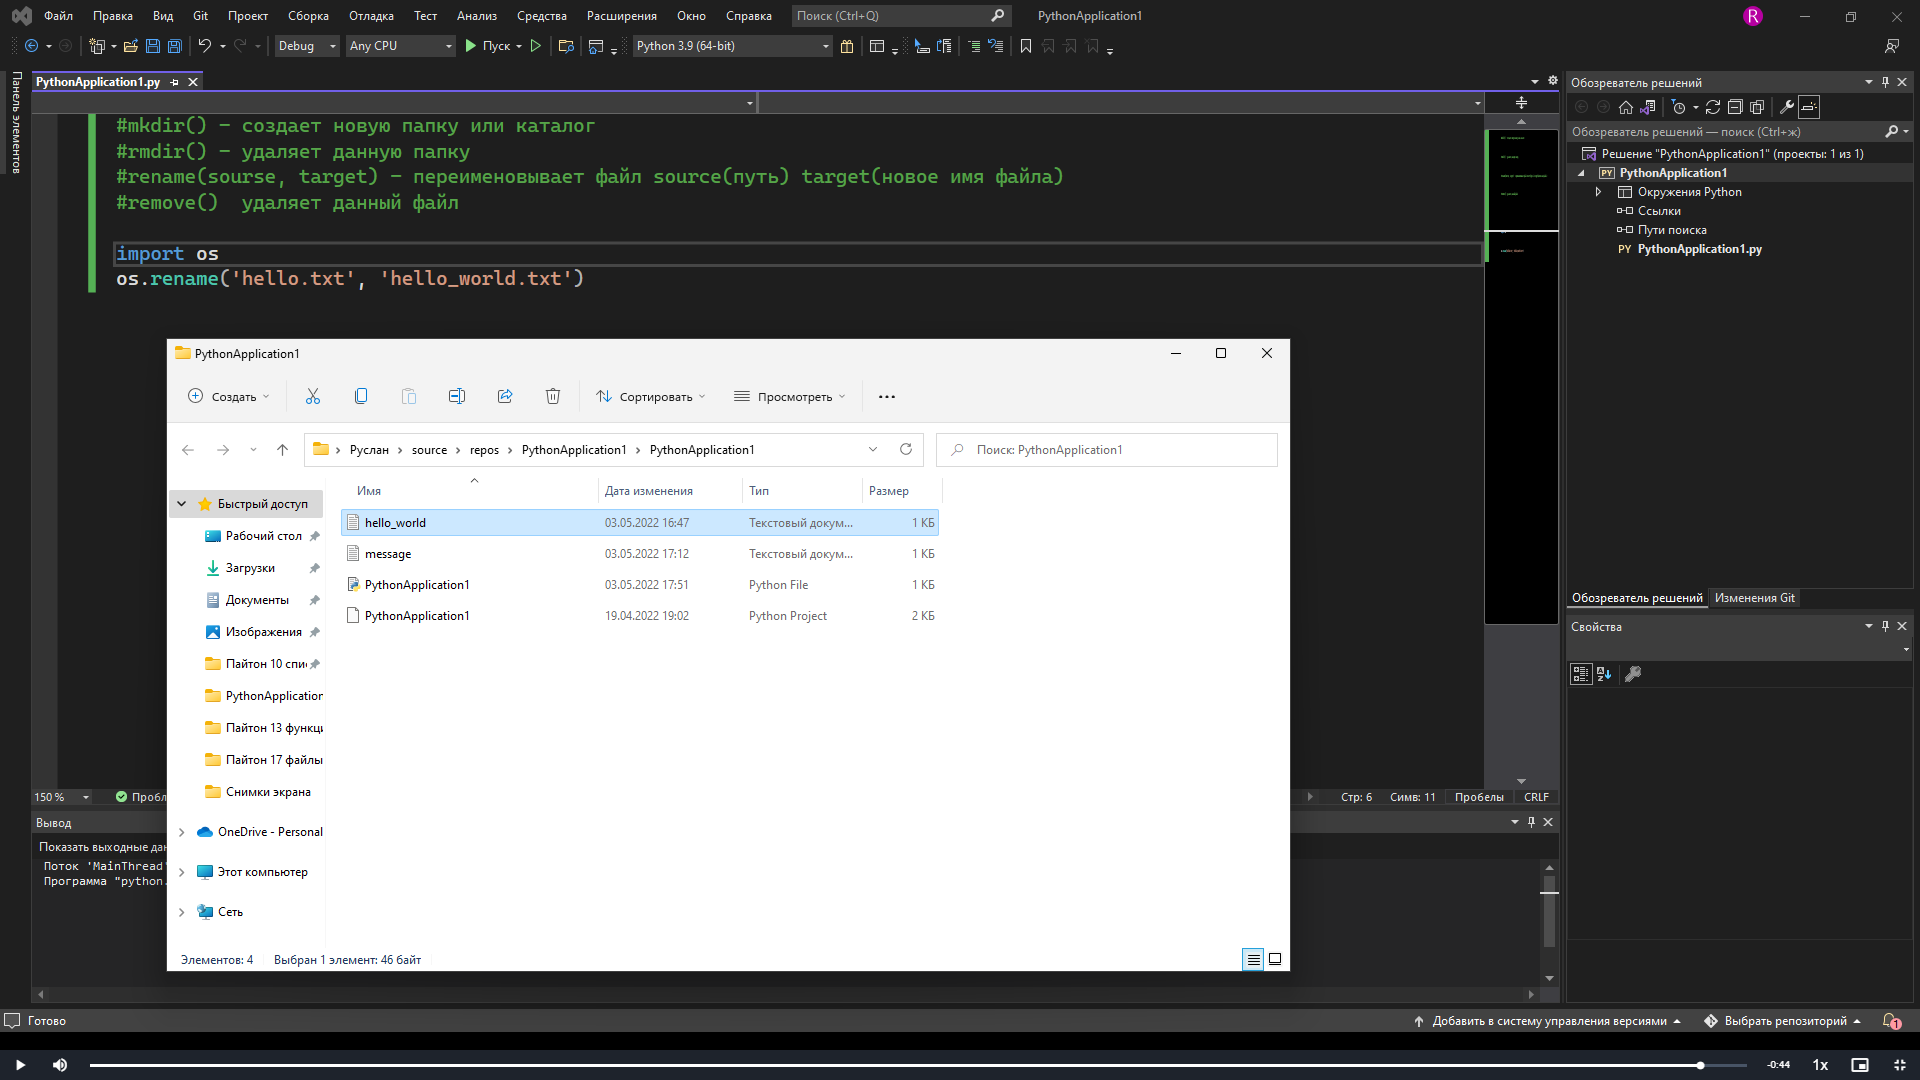 Файл Правка Вид Git Проект Сборка Отладка Тест Анализ Средства Расширения Окно Справка Поиск (Ctrl+Q) PythonApplication1 R
Debug Any CPU Пуск Python 3.9 (64-bit)
Панель элементов
PythonApplication1.py
#mkdir() - создает новую папку или каталог
#rmdir() - удаляет данную папку
#rename(sourse, target) - переименовывает файл source(путь) target(новое имя файла)
#remove()  удаляет данный файл
import os
os.rename('hello.txt', 'hello_world.txt')
Обозреватель решений
Обозреватель решений — поиск (Ctrl+ж)
Решение "PythonApplication1" (проекты: 1 из 1)
PY PythonApplication1
Окружения Python
Ссылки
Пути поиска
PY PythonApplication1.py
Обозреватель решений Изменения Git
Свойства
PythonApplication1
Создать Сортировать Просмотреть
Руслан › source › repos › PythonApplication1 › PythonApplication1
Поиск: PythonApplication1
Имя Дата изменения Тип Размер
hello_world 03.05.2022 16:47 Текстовый докум... 1 КБ
message 03.05.2022 17:12 Текстовый докум... 1 КБ
PythonApplication1 03.05.2022 17:51 Python File 1 КБ
PythonApplication1 19.04.2022 19:02 Python Project 2 КБ
Быстрый доступ
Рабочий стол
Загрузки
Документы
Изображения
Пайтон 10 спи
PythonApplication
Пайтон 13 функци
Пайтон 17 файлы
Снимки экрана
OneDrive - Personal
Этот компьютер
Сеть
Элементов: 4 Выбран 1 элемент: 46 байт
150 % Пробл
Стр: 6 Симв: 11 Пробелы CRLF
Вывод
Показать выходные дан
Поток 'MainThread'
Программа "python.
Готово
Добавить в систему управления версиями Выбрать репозиторий 1
-0:44 1x